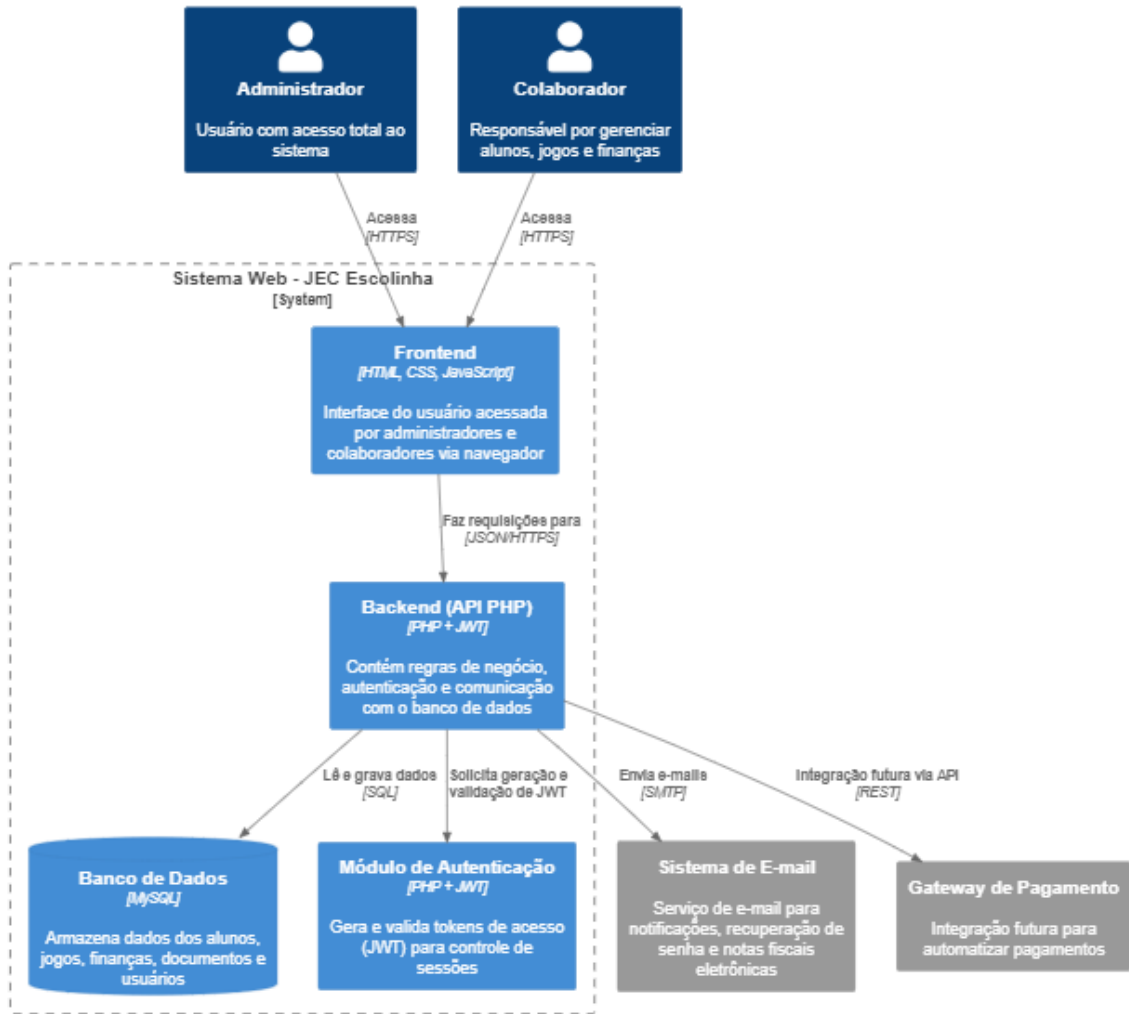 Administrador
Usuário com acesso total ao
sistema
Colaborador
Responsável por gerenciar
alunos, jogos e finanças
Acessa
[HTTPS]
Acessa
[HTTPS]
Sistema Web - JEC Escolinha
[System]
Frontend
[HTML, CSS, JavaScript]
Interface do usuário acessada
por administradores e
colaboradores via navegador
Faz requisições para
[JSON/HTTPS]
Backend (API PHP)
[PHP + JWT]
Contém regras de negócio,
autenticação e comunicação
com o banco de dados
Lê e grava dados
[SQL]
Solicita geração e
validação de JWT
Envia e-mails
[SMTP]
Integração futura via API
[REST]
Banco de Dados
[MySQL]
Armazena dados dos alunos,
jogos, finanças, documentos e
usuários
Módulo de Autenticação
[PHP + JWT]
Gera e valida tokens de acesso
(JWT) para controle de
sessões
Sistema de E-mail
Serviço de e-mail para
notificações, recuperação de
senha e notas fiscais
eletrônicas
Gateway de Pagamento
Integração futura para
automatizar pagamentos